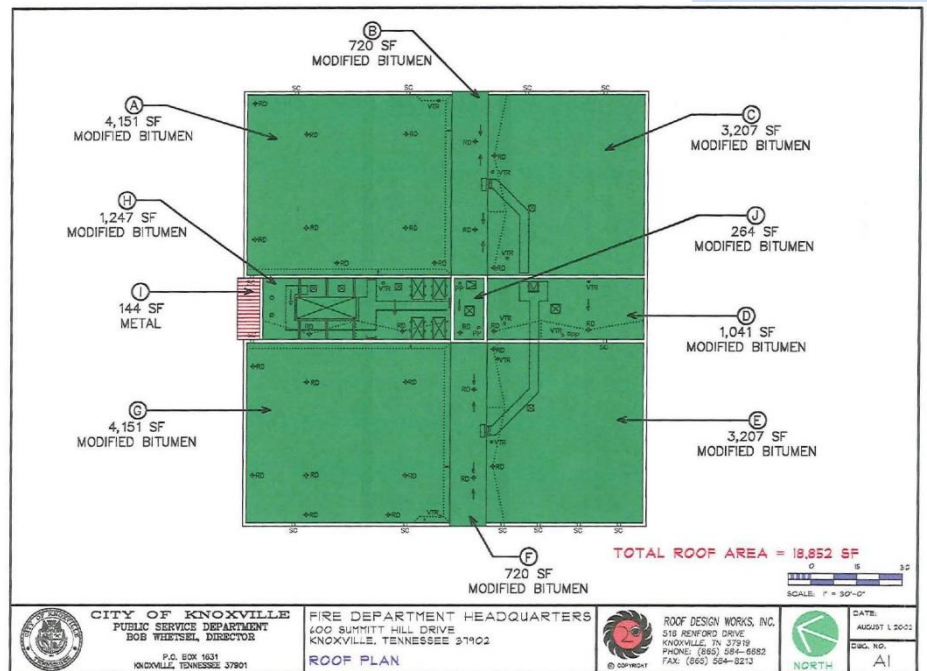 B
720 SF
MODIFIED BITUMEN
A
4,151 SF
MODIFIED BITUMEN
C
3,207 SF
MODIFIED BITUMEN
H
1,247 SF
MODIFIED BITUMEN
J
264 SF
MODIFIED BITUMEN
I
144 SF
METAL
D
1,041 SF
MODIFIED BITUMEN
G
4,151 SF
MODIFIED BITUMEN
E
3,207 SF
MODIFIED BITUMEN
F
720 SF
MODIFIED BITUMEN
TOTAL ROOF AREA = 18,852 SF
0 15 30
SCALE: 1" = 30'-0"
CITY OF KNOXVILLE
PUBLIC SERVICE DEPARTMENT
BOB WHETSEL, DIRECTOR
P.O. BOX 1631
KNOXVILLE, TENNESSEE 37901
FIRE DEPARTMENT HEADQUARTERS
600 SUMMITT HILL DRIVE
KNOXVILLE, TENNESSEE 37902
ROOF PLAN
© COPYRIGHT
ROOF DESIGN WORKS, INC.
518 RENFORD DRIVE
KNOXVILLE, TN 37919
PHONE: (865) 584-6682
FAX: (865) 584-8213
NORTH
DATE:
AUGUST 1, 2002
DWG. NO.
A1